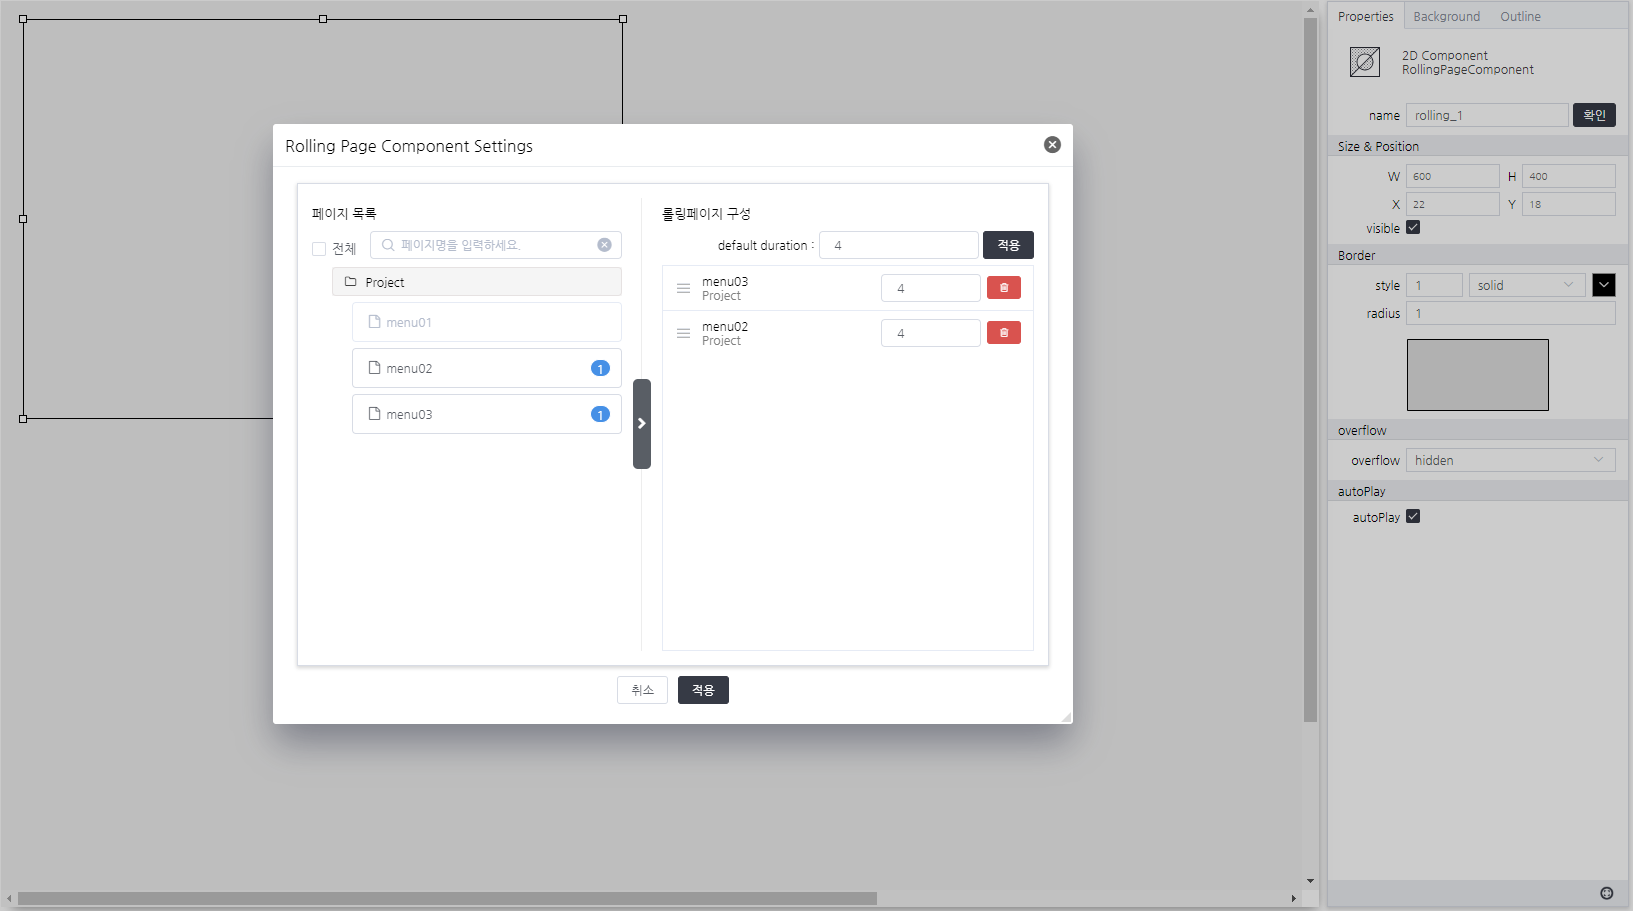 Properties
Background
Outline
2D Component
RollingPageComponent
name
rolling_1
확인
Size & Position
W
600
H
400
X
22
Y
18
visible
Border
style
1
solid
radius
1
overflow
overflow
hidden
autoPlay
autoPlay
Rolling Page Component Settings
페이지 목록
전체
페이지명을 입력하세요.
Project
menu01
menu02
1
menu03
1
롤링페이지 구성
default duration :
4
적용
menu03
Project
4
menu02
Project
4
취소
적용